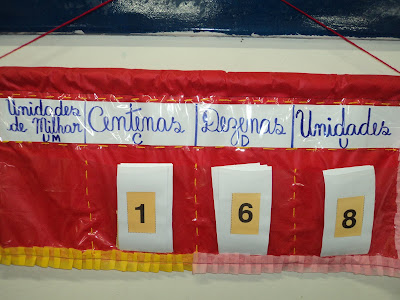 Unidades de Milhar UM
Centenas C
Dezenas D
Unidades U
1 6 8